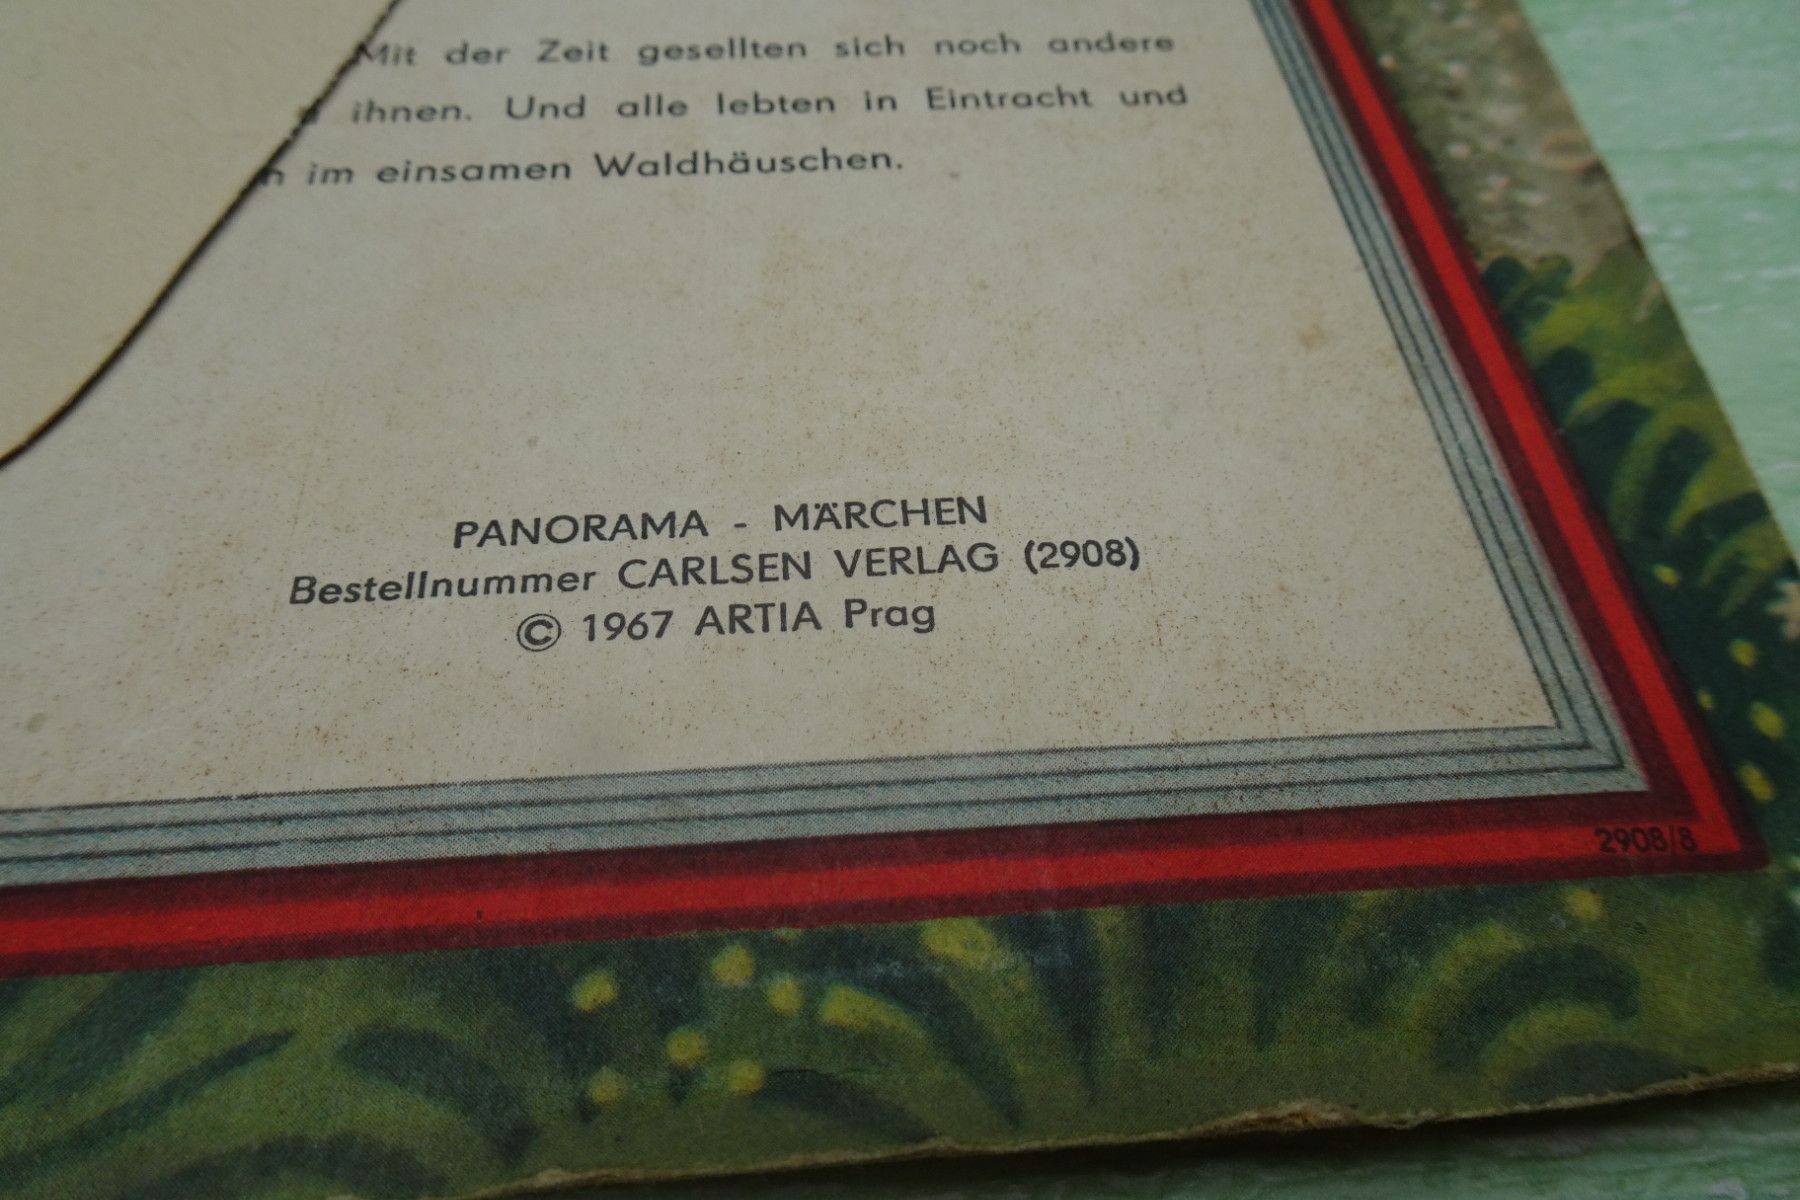 Mit der Zeit gesellten sich noch andere
ihnen. Und alle lebten in Eintracht und
im einsamen Waldhäuschen.
PANORAMA - MÄRCHEN
Bestellnummer CARLSEN VERLAG (2908)
© 1967 ARTIA Prag
2908/8